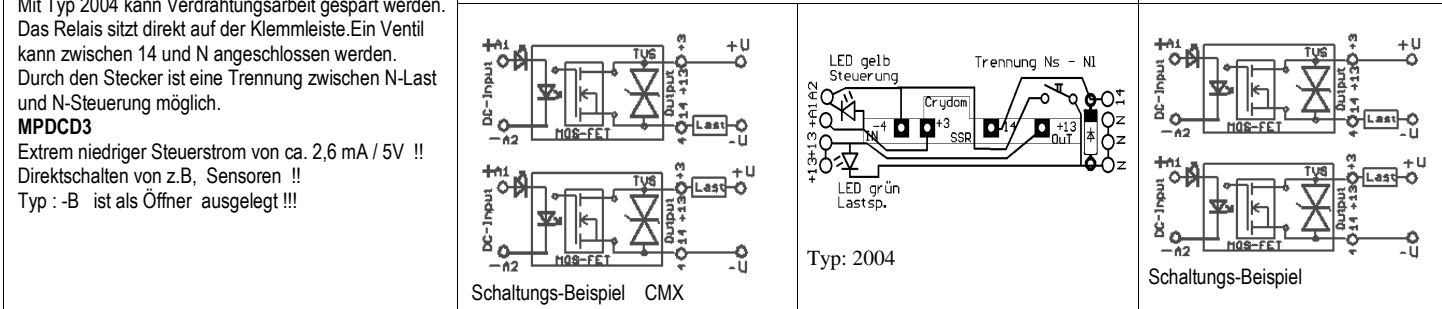 Mit Typ 2004 kann Verdrahtungsarbeit gespart werden.
Das Relais sitzt direkt auf der Klemmleiste.Ein Ventil
kann zwischen 14 und N angeschlossen werden.
Durch den Stecker ist eine Trennung zwischen N-Last
und N-Steuerung möglich.
MPDCD3
Extrem niedriger Steuerstrom von ca. 2,6 mA / 5V !!
Direktschalten von z.B, Sensoren !!
Typ : -B ist als Öffner ausgelegt !!!
+A1
DC-Input
-A2
MOS-FET
TVS
Output
+3
+13
14
4
+U
Last
-U
+A1
DC-Input
-A2
MOS-FET
TVS
Output
+3
+13
14
4
Last
+U
-U
Schaltungs-Beispiel CMX
LED gelb
Steuerung
Trennung Ns - Nl
+13+13 +A1A2
Crydom
-4
+3
14
+13
IN
SSR
OuT
14
N
N
N
LED grün
Lastsp.
Typ: 2004
+A1
DC-Input
-A2
MOS-FET
TVS
Output
+3
+13
14
4
+U
Last
-U
+A1
DC-Input
-A2
MOS-FET
TVS
Output
+3
+13
14
4
Last
+U
-U
Schaltungs-Beispiel